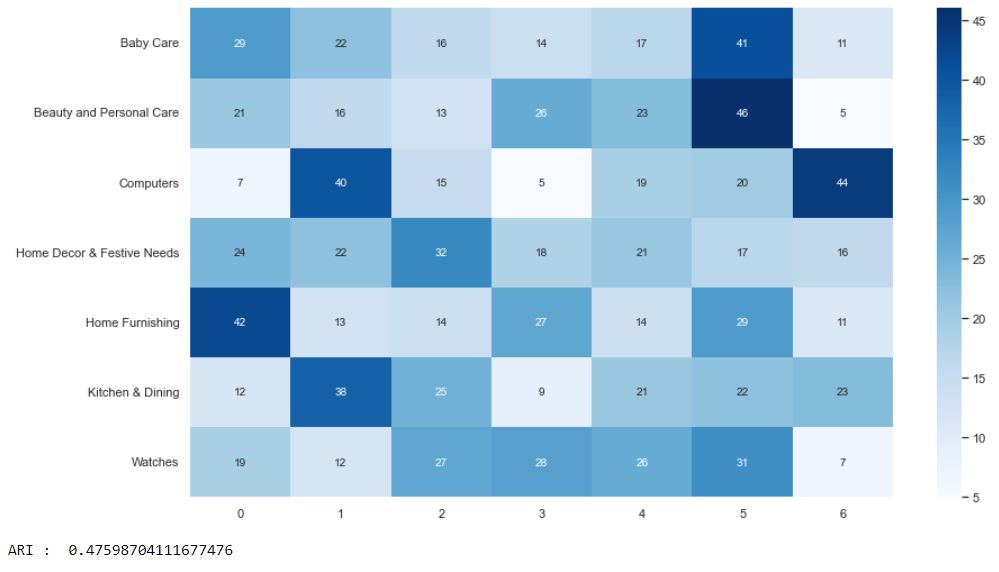 Baby Care 29 22 16 14 17 41 11
Beauty and Personal Care 21 16 13 26 23 46 5
Computers 7 40 15 5 19 20 44
Home Decor & Festive Needs 24 22 32 18 21 17 16
Home Furnishing 42 13 14 27 14 29 11
Kitchen & Dining 12 38 25 9 21 22 23
Watches 19 12 27 28 26 31 7
0 1 2 3 4 5 6
45
40
35
30
25
20
15
10
5
ARI :  0.47598704111677476